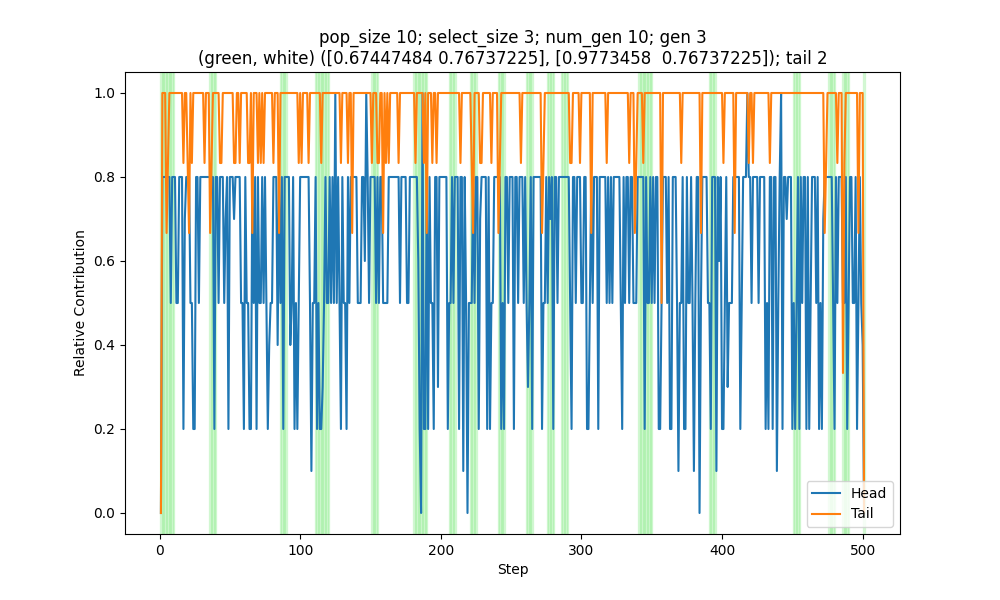 pop_size 10; select_size 3; num_gen 10; gen 3
(green, white) ([0.67447484 0.76737225], [0.9773458  0.76737225]); tail 2
1.0
0.8
0.6
0.4
0.2
0.0
Relative Contribution
0
100
200
300
400
500
Step
Head
Tail